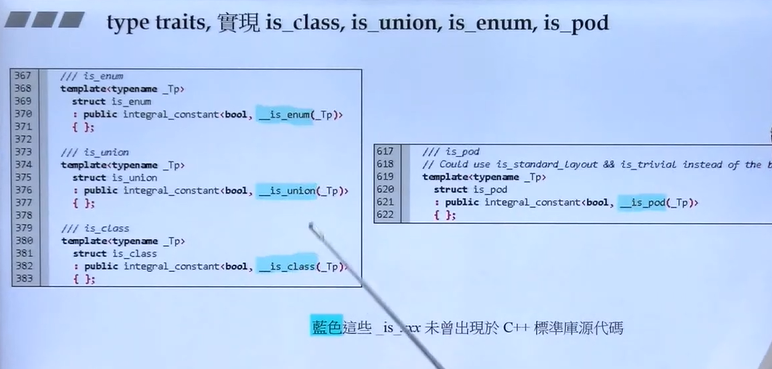 type traits, 實現 is_class, is_union, is_enum, is_pod
367 /// is_enum
368 template<typename _Tp>
369 struct is_enum
370 : public integral_constant<bool, __is_enum(_Tp)>
371 { };
372
373 /// is_union
374 template<typename _Tp>
375 struct is_union
376 : public integral_constant<bool, __is_union(_Tp)>
377 { };
378
379 /// is_class
380 template<typename _Tp>
381 struct is_class
382 : public integral_constant<bool, __is_class(_Tp)>
383 { };
617 /// is_pod
618 // Could use is_standard_layout && is_trivial instead of the b
619 template<typename _Tp>
620 struct is_pod
621 : public integral_constant<bool, __is_pod(_Tp)>
622 { };
藍色這些 未曾出現於 C++ 標準庫源代碼